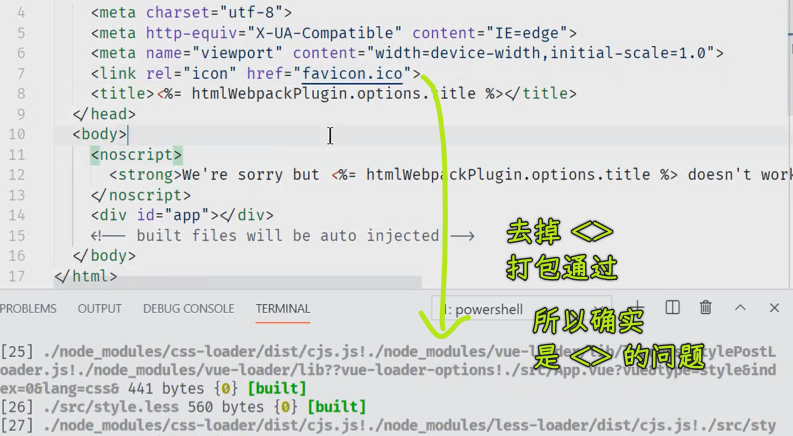 4 <meta charset="utf-8">
5 <meta http-equiv="X-UA-Compatible" content="IE=edge">
6 <meta name="viewport" content="width=device-width,initial-scale=1.0">
7 <link rel="icon" href="favicon.ico">
8 <title><%= htmlWebpackPlugin.options.title %></title>
9 </head>
10 <body>
11 <noscript>
12 <strong>We're sorry but <%= htmlWebpackPlugin.options.title %> doesn't work
13 </noscript>
14 <div id="app"></div>
15 <!-- built files will be auto injected -->
16 </body>
17 </html>
去掉 <>
打包通过
所以确实
是 <> 的问题
PROBLEMS OUTPUT DEBUG CONSOLE TERMINAL 1: powershell
[25] ./node_modules/css-loader/dist/cjs.js!./node_modules/vue-loader/lib/loaders/stylePostL
oader.js!./node_modules/vue-loader/lib??vue-loader-options!./src/App.vue?vue&type=style&ind
ex=0&lang=css& 441 bytes {0} [built]
[26] ./src/style.less 560 bytes {0} [built]
[27] ./node_modules/css-loader/dist/cjs.js!./node_modules/less-loader/dist/cjs.js!./src/sty